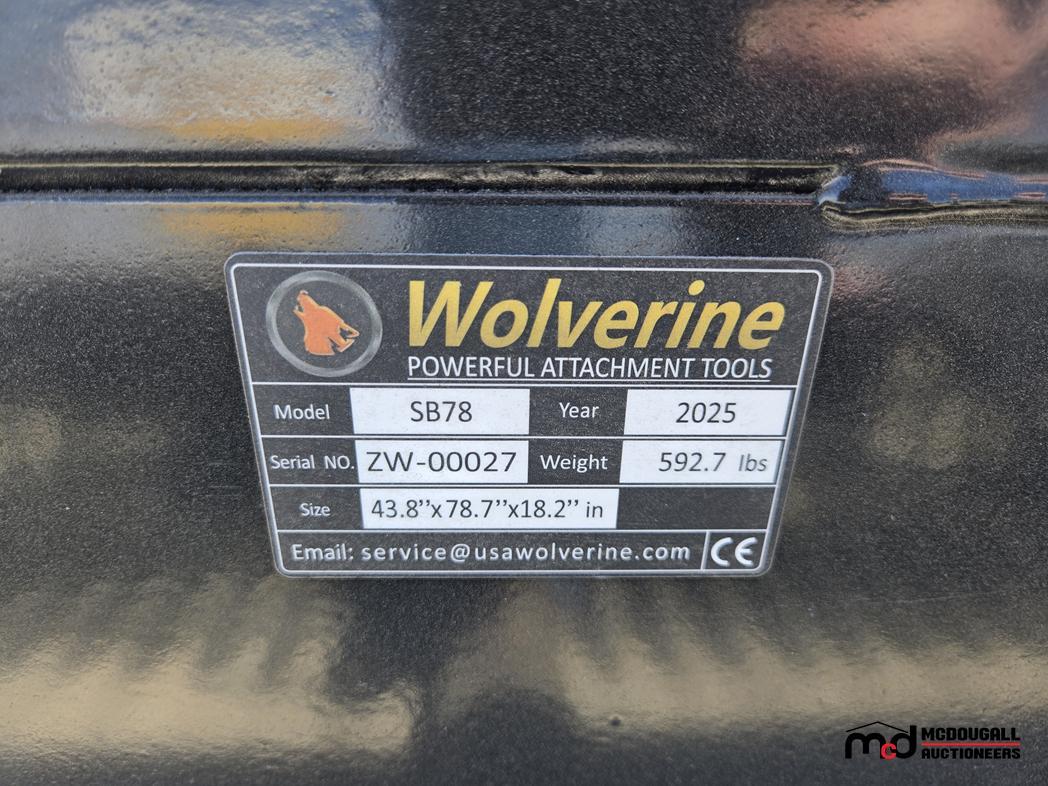 Wolverine
POWERFUL ATTACHMENT TOOLS
Model SB78 Year 2025
Serial NO. ZW-00027 Weight 592.7 lbs
Size 43.8’’x78.7’’x18.2’’ in
Email: service@usawolverine.com CE
mcd MCDOUGALL
AUCTIONEERS